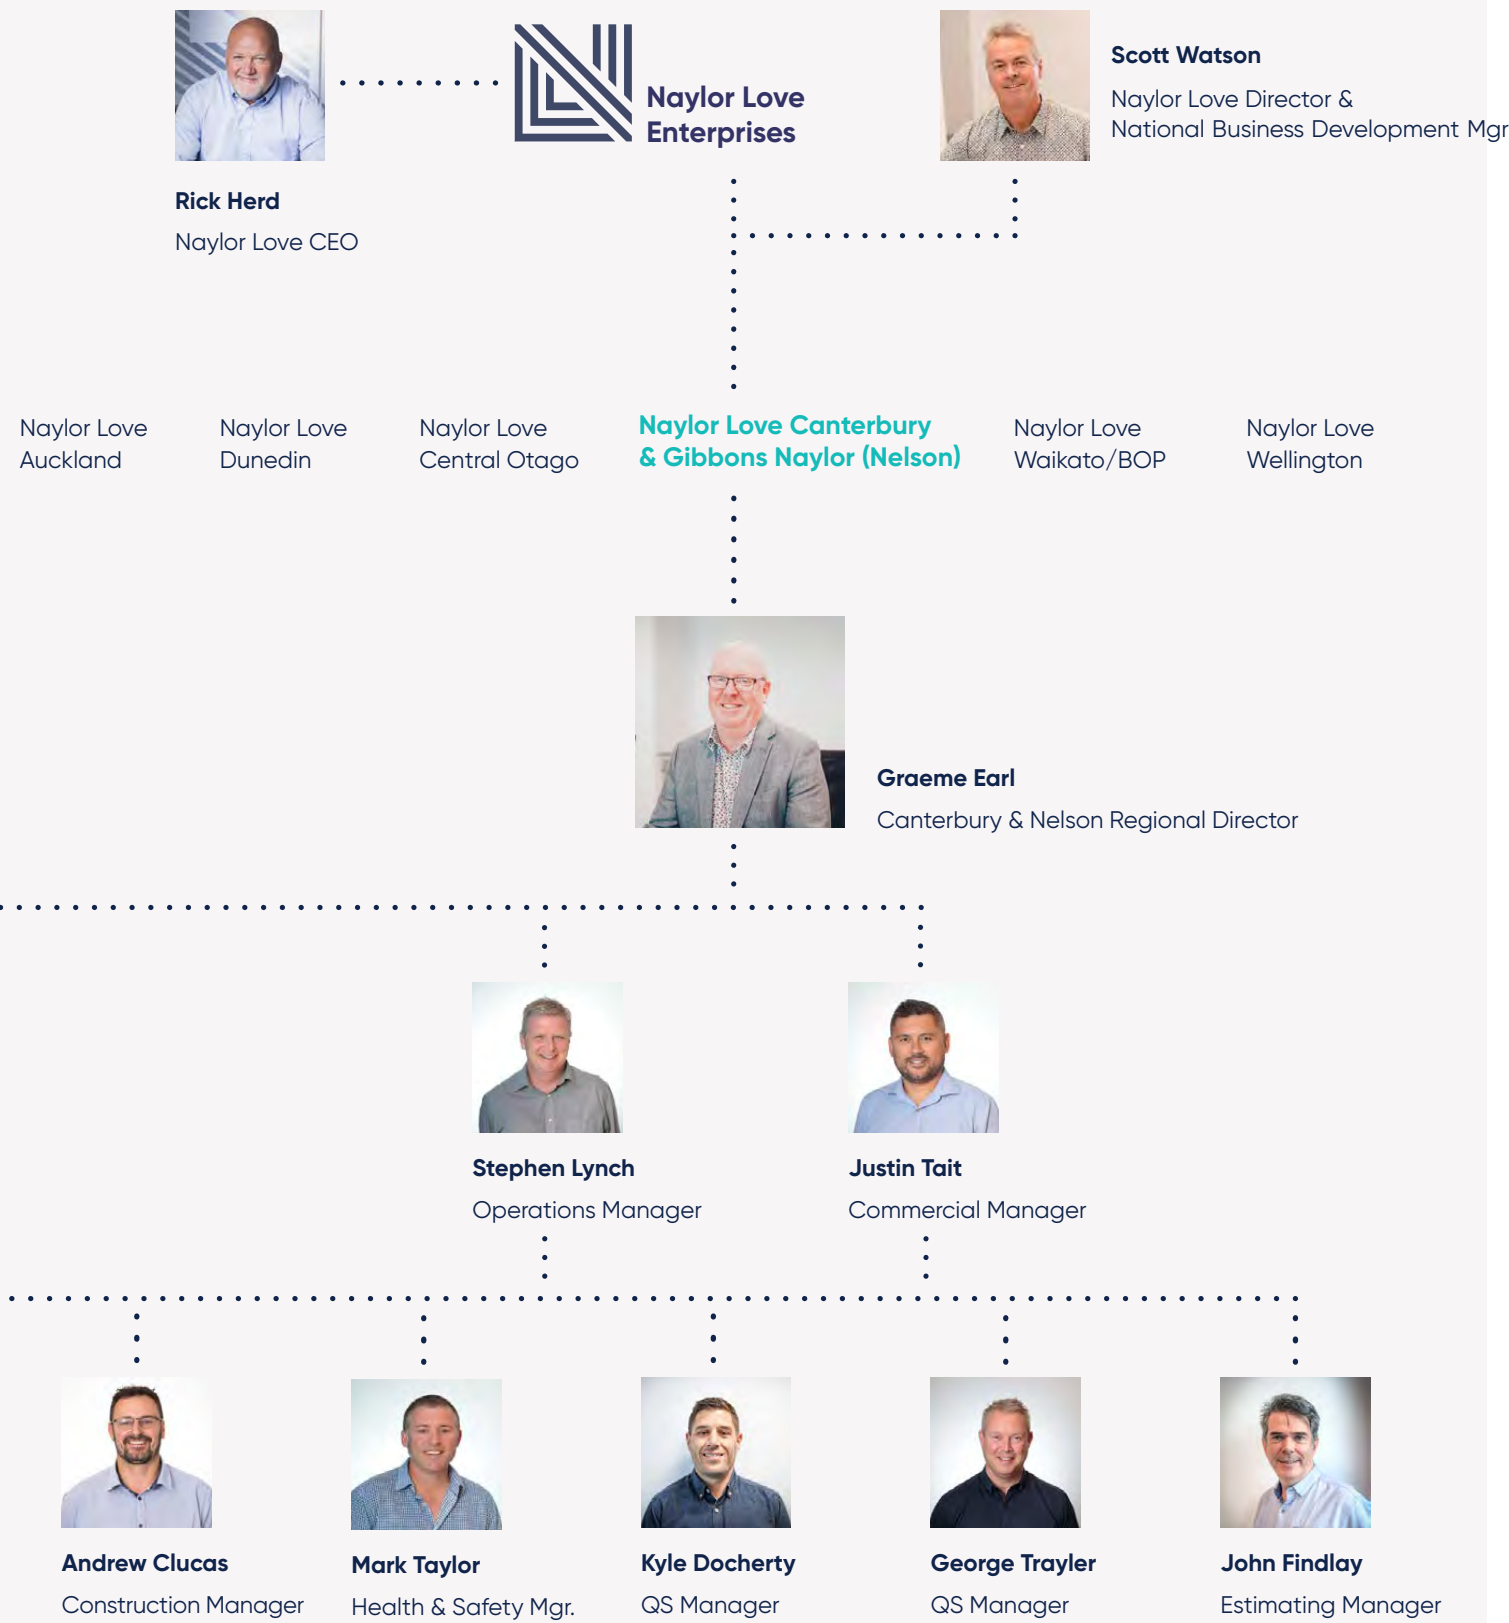 Naylor Love
Enterprises
Scott Watson
Naylor Love Director &
National Business Development Mgr
Rick Herd
Naylor Love CEO
Naylor Love
Auckland
Naylor Love
Dunedin
Naylor Love
Central Otago
Naylor Love Canterbury
& Gibbons Naylor (Nelson)
Naylor Love
Waikato/BOP
Naylor Love
Wellington
Graeme Earl
Canterbury & Nelson Regional Director
Stephen Lynch
Operations Manager
Justin Tait
Commercial Manager
Andrew Clucas
Construction Manager
Mark Taylor
Health & Safety Mgr.
Kyle Docherty
QS Manager
George Trayler
QS Manager
John Findlay
Estimating Manager